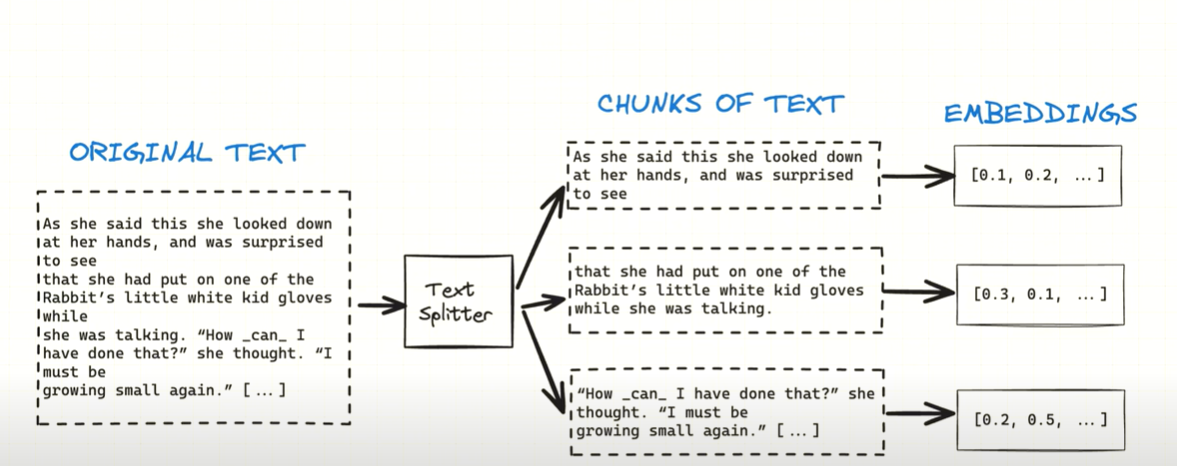 ORIGINAL TEXT
As she said this she looked down
at her hands, and was surprised
to see
that she had put on one of the
Rabbit's little white kid gloves
while
she was talking. “How _can_ I
have done that?” she thought. “I
must be
growing small again.” [ ... ]
Text
Splitter
CHUNKS OF TEXT
As she said this she looked down
at her hands, and was surprised
to see
that she had put on one of the
Rabbit's little white kid gloves
while she was talking.
“How _can_ I have done that?” she
thought. “I must be
growing small again.” [ ... ]
EMBEDDINGS
[0.1, 0.2, ... ]
[0.3, 0.1, ... ]
[0.2, 0.5, ... ]